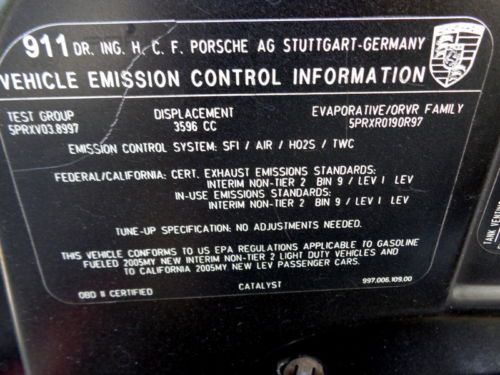 911 DR. ING. H. C. F. PORSCHE AG STUTTGART-GERMANY
VEHICLE EMISSION CONTROL INFORMATION
TEST GROUP DISPLACEMENT EVAPORATIVE/ORVR FAMILY
5PRXV03.8997 3596 CC 5PRXR0190R97
EMISSION CONTROL SYSTEM: SFI / AIR / HO2S / TWC
FEDERAL/CALIFORNIA: CERT. EXHAUST EMISSIONS STANDARDS:
INTERIM NON-TIER 2 BIN 9 / LEV I LEV
IN-USE EMISSIONS STANDARDS:
INTERIM NON-TIER 2 BIN 9 / LEV I LEV
TUNE-UP SPECIFICATION: NO ADJUSTMENTS NEEDED.
THIS VEHICLE CONFORMS TO US EPA REGULATIONS APPLICABLE TO GASOLINE
FUELED 2005MY NEW INTERIM NON-TIER 2 LIGHT DUTY VEHICLES AND
TO CALIFORNIA 2005MY NEW LEV PASSENGER CARS.
OBD II CERTIFIED CATALYST 997.006.109.00
TANK